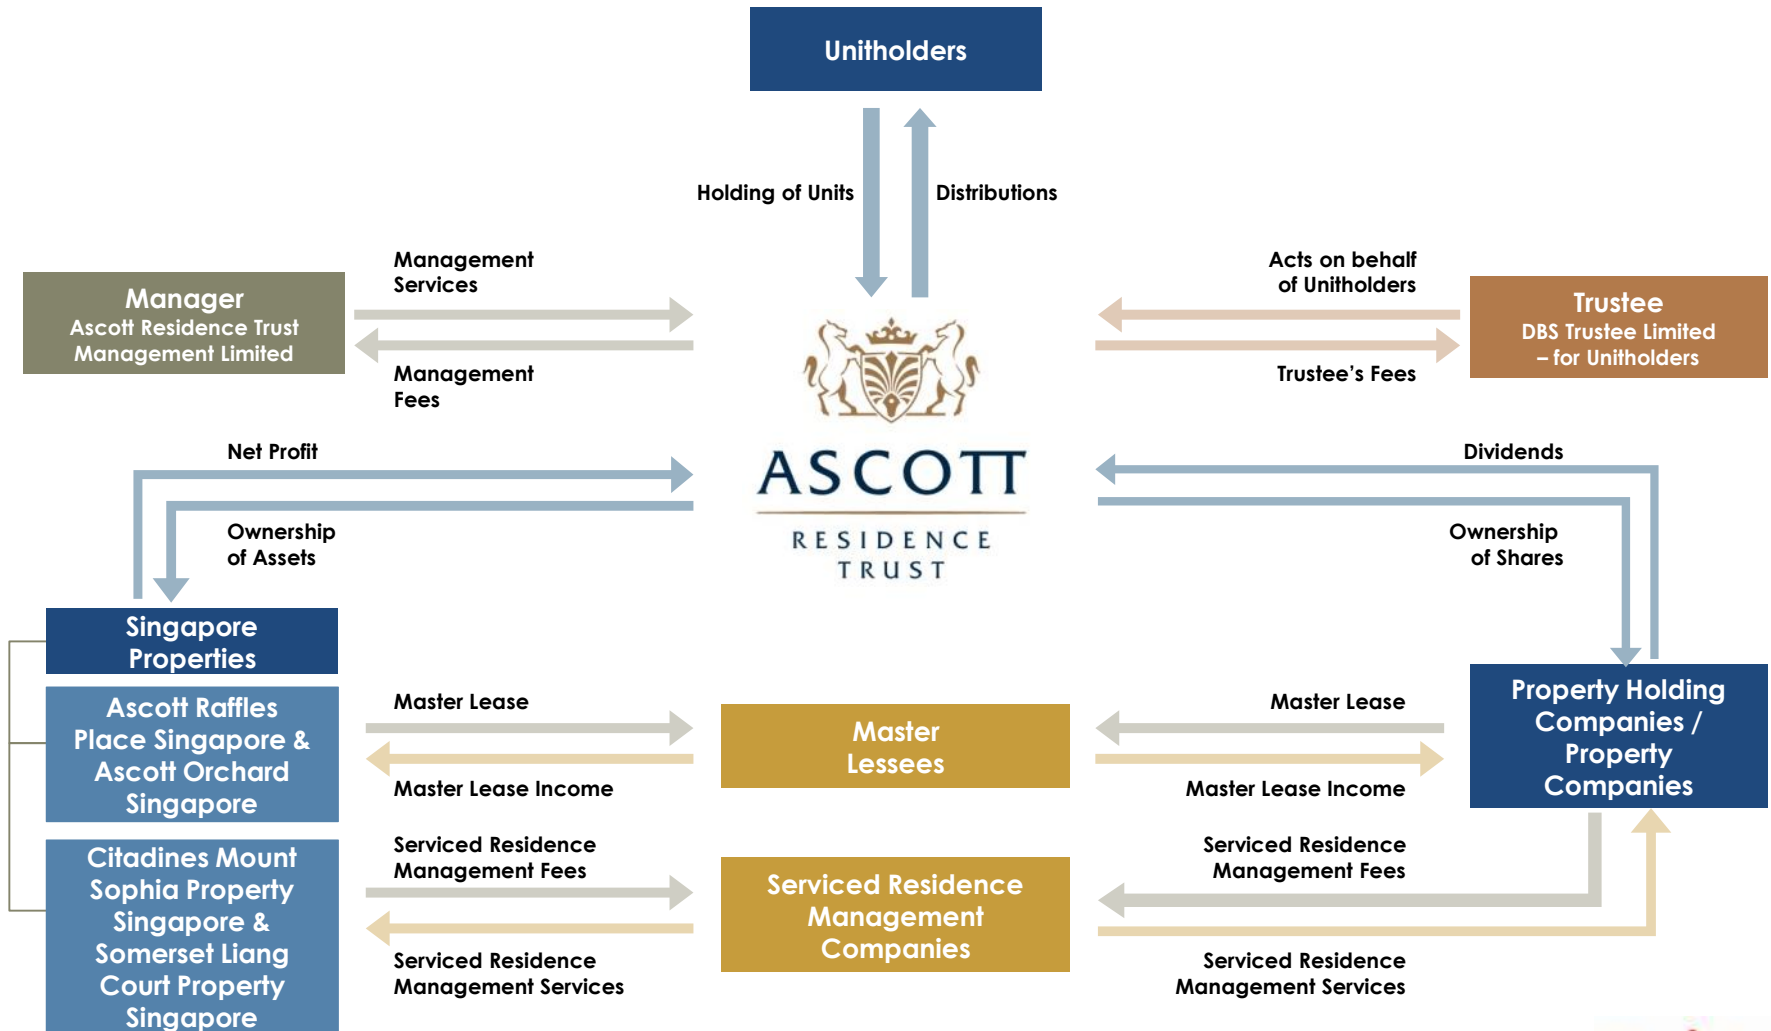 Unitholders
Holding of Units
Distributions
Management
Services
Acts on behalf
of Unitholders
Manager
Ascott Residence Trust
Management Limited
Trustee
DBS Trustee Limited
– for Unitholders
Management
Fees
Trustee's Fees
ASCOTT
RESIDENCE
TRUST
Net Profit
Dividends
Ownership
of Assets
Ownership
of Shares
Singapore
Properties
Ascott Raffles
Place Singapore &
Ascott Orchard
Singapore
Master Lease
Master Lease Income
Master
Lessees
Master Lease
Master Lease Income
Property Holding
Companies /
Property
Companies
Citadines Mount
Sophia Property
Singapore &
Somerset Liang
Court Property
Singapore
Serviced Residence
Management Fees
Serviced Residence
Management Services
Serviced Residence
Management
Companies
Serviced Residence
Management Fees
Serviced Residence
Management Services